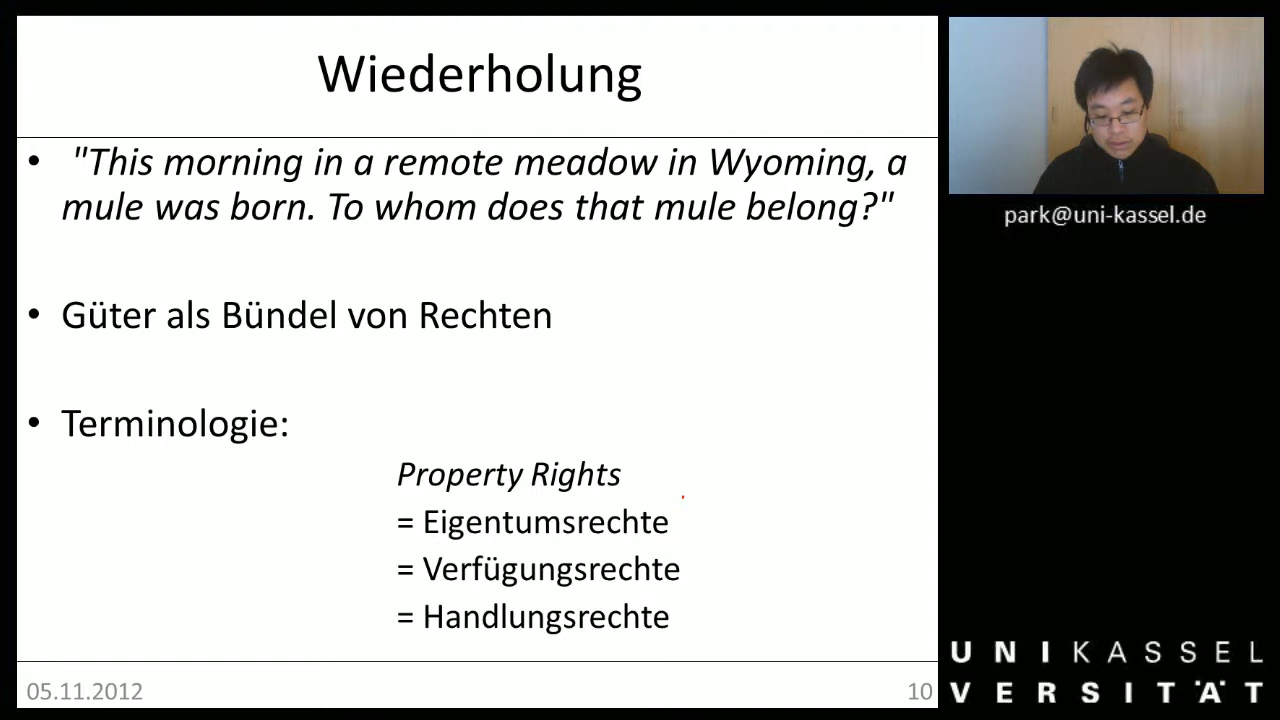 Wiederholung
• "This morning in a remote meadow in Wyoming, a
mule was born. To whom does that mule belong?"
• Güter als Bündel von Rechten
• Terminologie:
Property Rights
= Eigentumsrechte
= Verfügungsrechte
= Handlungsrechte
05.11.2012
10
park@uni-kassel.de
UNIKASSEL
VERSITÄT